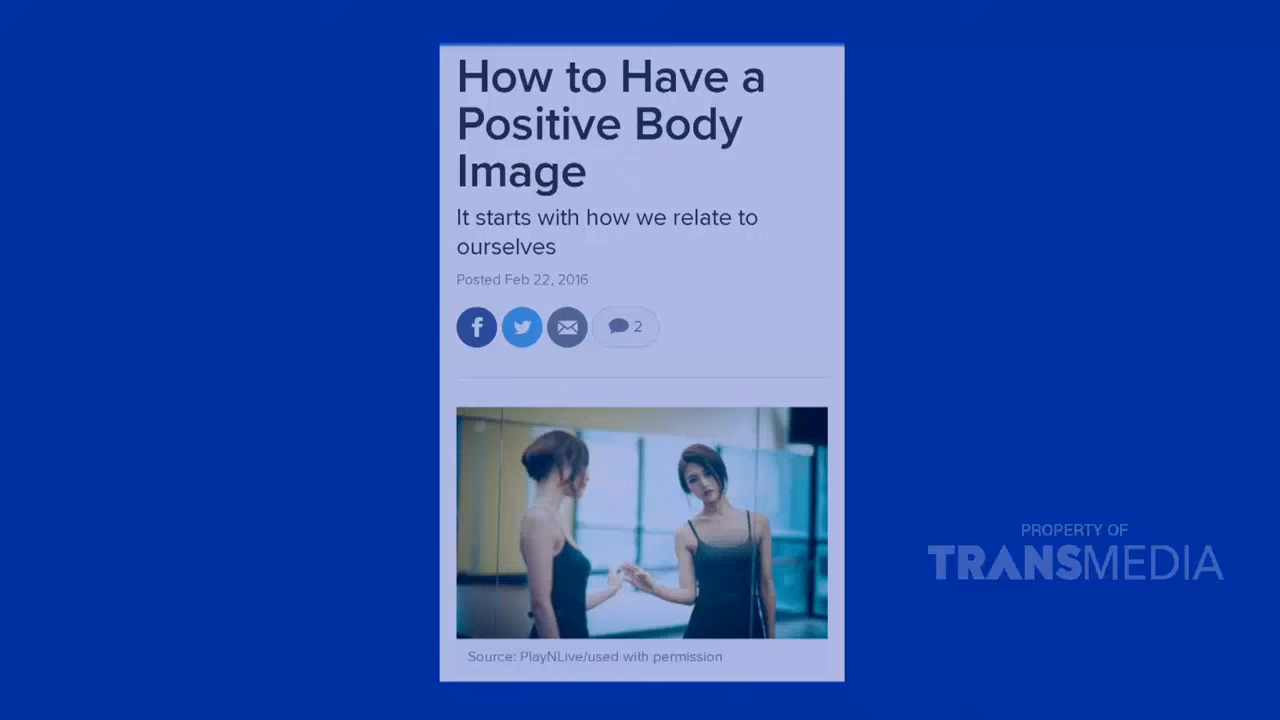 How to Have a
Positive Body
Image
It starts with how we relate to
ourselves
Posted Feb 22, 2016
f
2
Source: PlayNLive/used with permission
PROPERTY OF
TRANSMEDIA